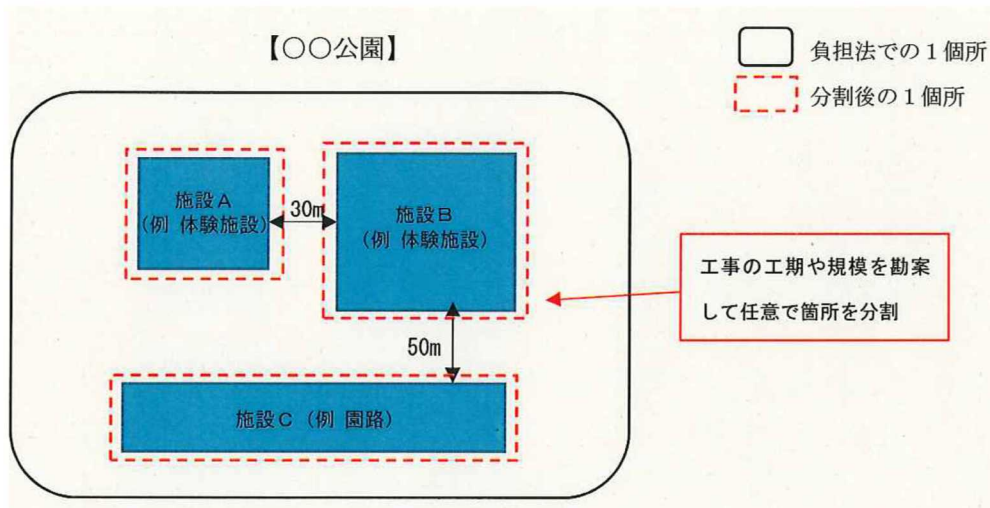 【〇〇公園】
負担法での１個所
分割後の１個所
施設Ａ
(例 体験施設)
30m
施設Ｂ
(例 体験施設)
工事の工期や規模を勘案
して任意で箇所を分割
50m
施設Ｃ（例 園路）